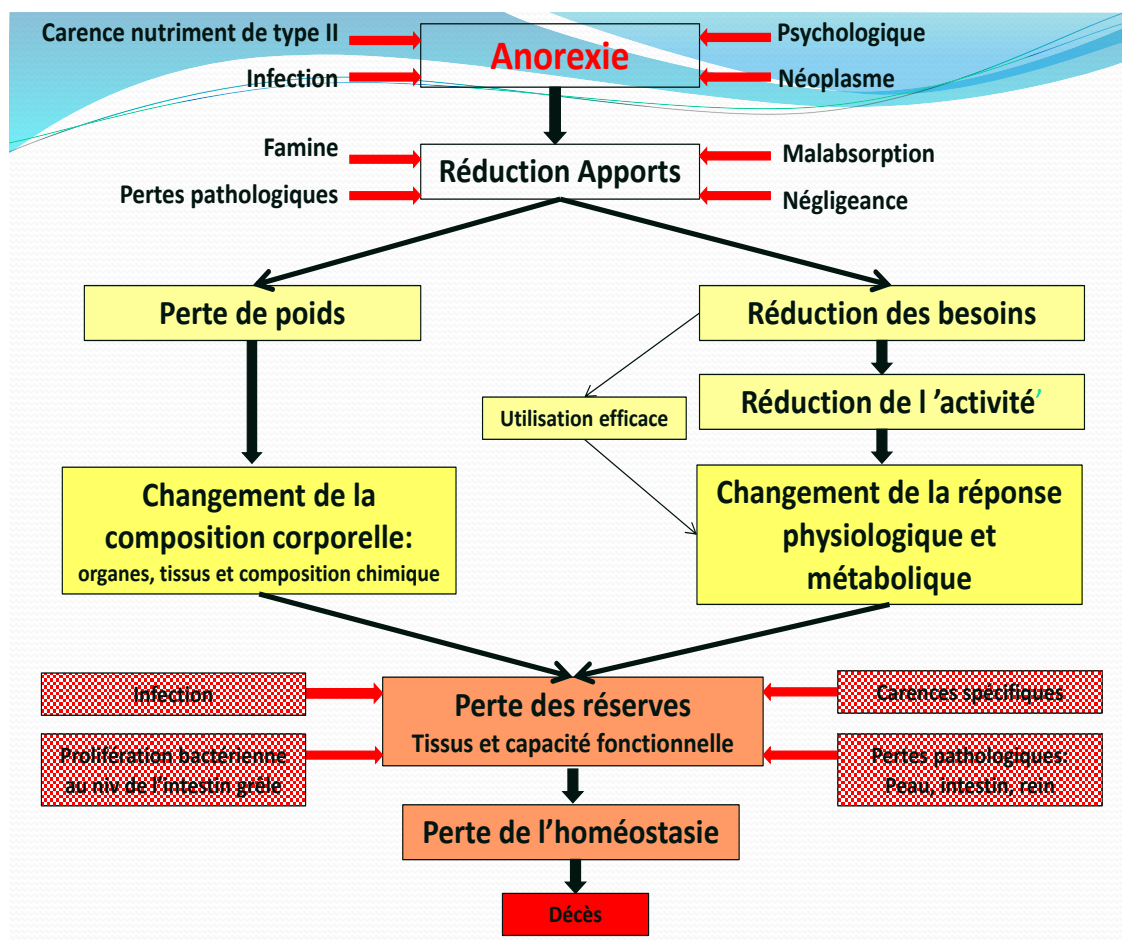 Carence nutriment de type II
Psychologique
Anorexie
Infection
Néoplasme
Famine
Malabsorption
Réduction Apports
Pertes pathologiques
Négligeance
Perte de poids
Réduction des besoins
Réduction de l ’activité’
Utilisation efficace
Changement de la
composition corporelle:
organes, tissus et composition chimique
Changement de la réponse
physiologique et
métabolique
Infection
Carences spécifiques
Perte des réserves
Tissus et capacité fonctionnelle
Prolifération bactérienne
au niv de l’intestin grêle
Pertes pathologiques:
Peau, intestin, rein
Perte de l’homéostasie
Décès